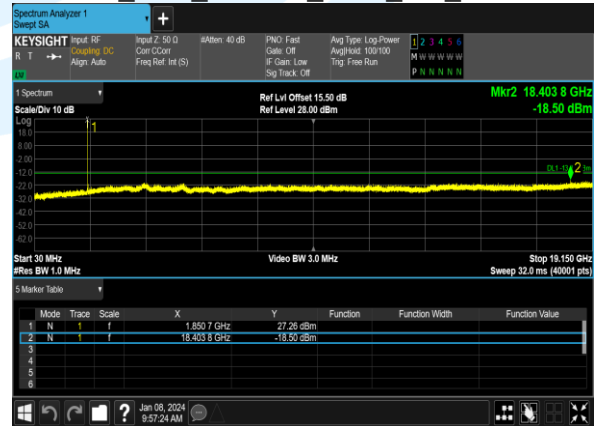 Spectrum Analyzer 1
Swept SA
+
KEYSIGHT Input: RF Input Z: 50 Ω #Atten: 40 dB PNO: Fast Avg Type: Log-Power 1 2 3 4 5 6
R T Coupling: DC Corr CCorr Gate: Off Avg|Hold: 100/100 M W W W W W
Align: Auto Freq Ref: Int (S) IF Gain: Low Trig: Free Run
Sig Track: Off P N N N N N
LXI
1 Spectrum Ref Lvl Offset 15.50 dB Mkr2 18.403 8 GHz
Scale/Div 10 dB Ref Level 28.00 dBm -18.50 dBm
Log
1
18.0
8.00
-2.00
-12.0 2
-22.0
-32.0
-42.0
-52.0
-62.0
Start 30 MHz Video BW 3.0 MHz Stop 19.150 GHz
#Res BW 1.0 MHz Sweep 32.0 ms (40001 pts)
5 Marker Table
Mode Trace Scale X Y Function Function Width Function Value
1 N 1 f 1.850 7 GHz 27.26 dBm
2 N 1 f 18.403 8 GHz -18.50 dBm
3
4
5
6
? Jan 08, 2024
9:57:24 AM